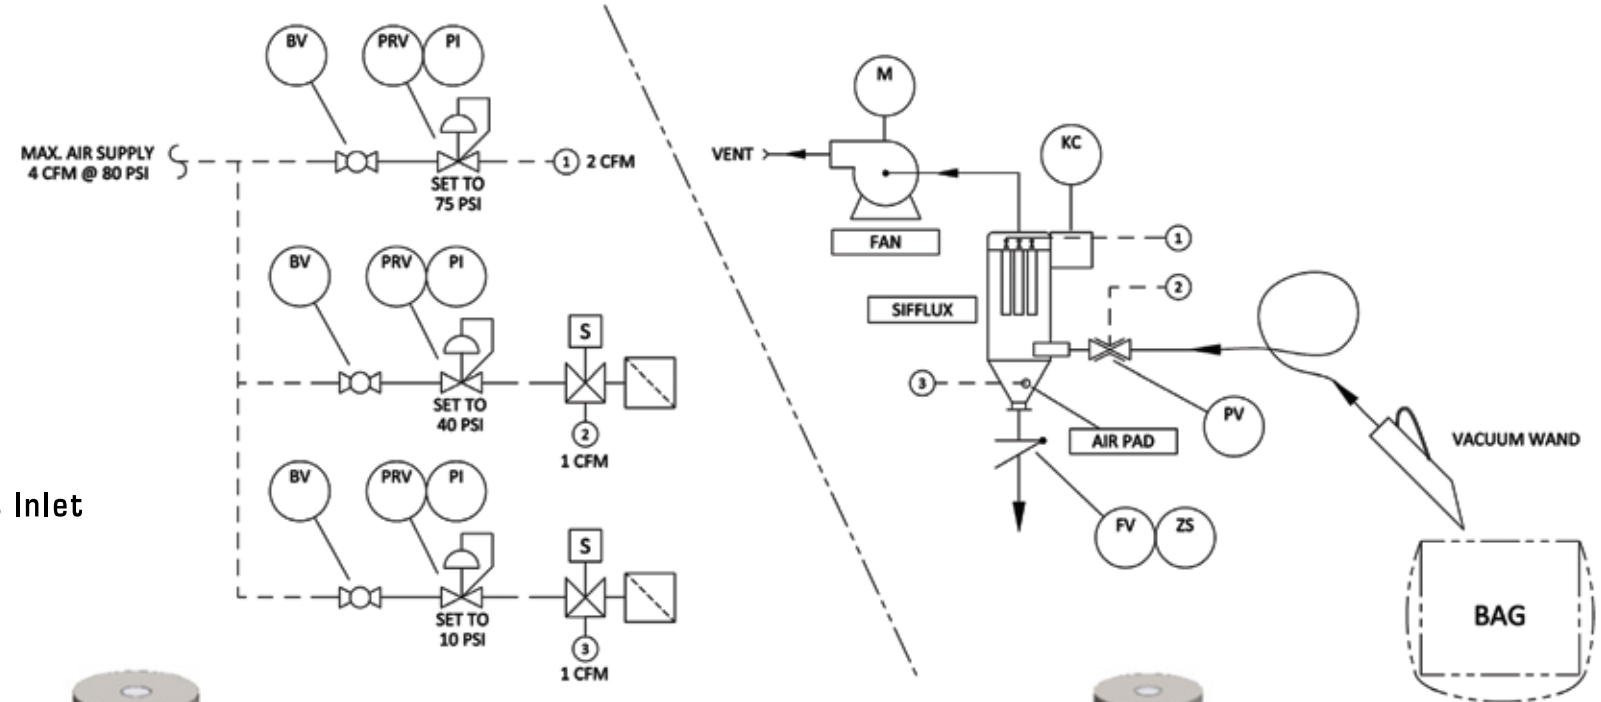 BV
PRV
PI
MAX. AIR SUPPLY
4 CFM @ 80 PSI
1
2 CFM
SET TO
75 PSI
BV
PRV
PI
S
SET TO
40 PSI
2
1 CFM
BV
PRV
PI
Inlet
S
SET TO
10 PSI
3
1 CFM
M
VENT
KC
FAN
1
SIFFLUX
2
3
PV
AIR PAD
VACUUM WAND
FV
ZS
BAG